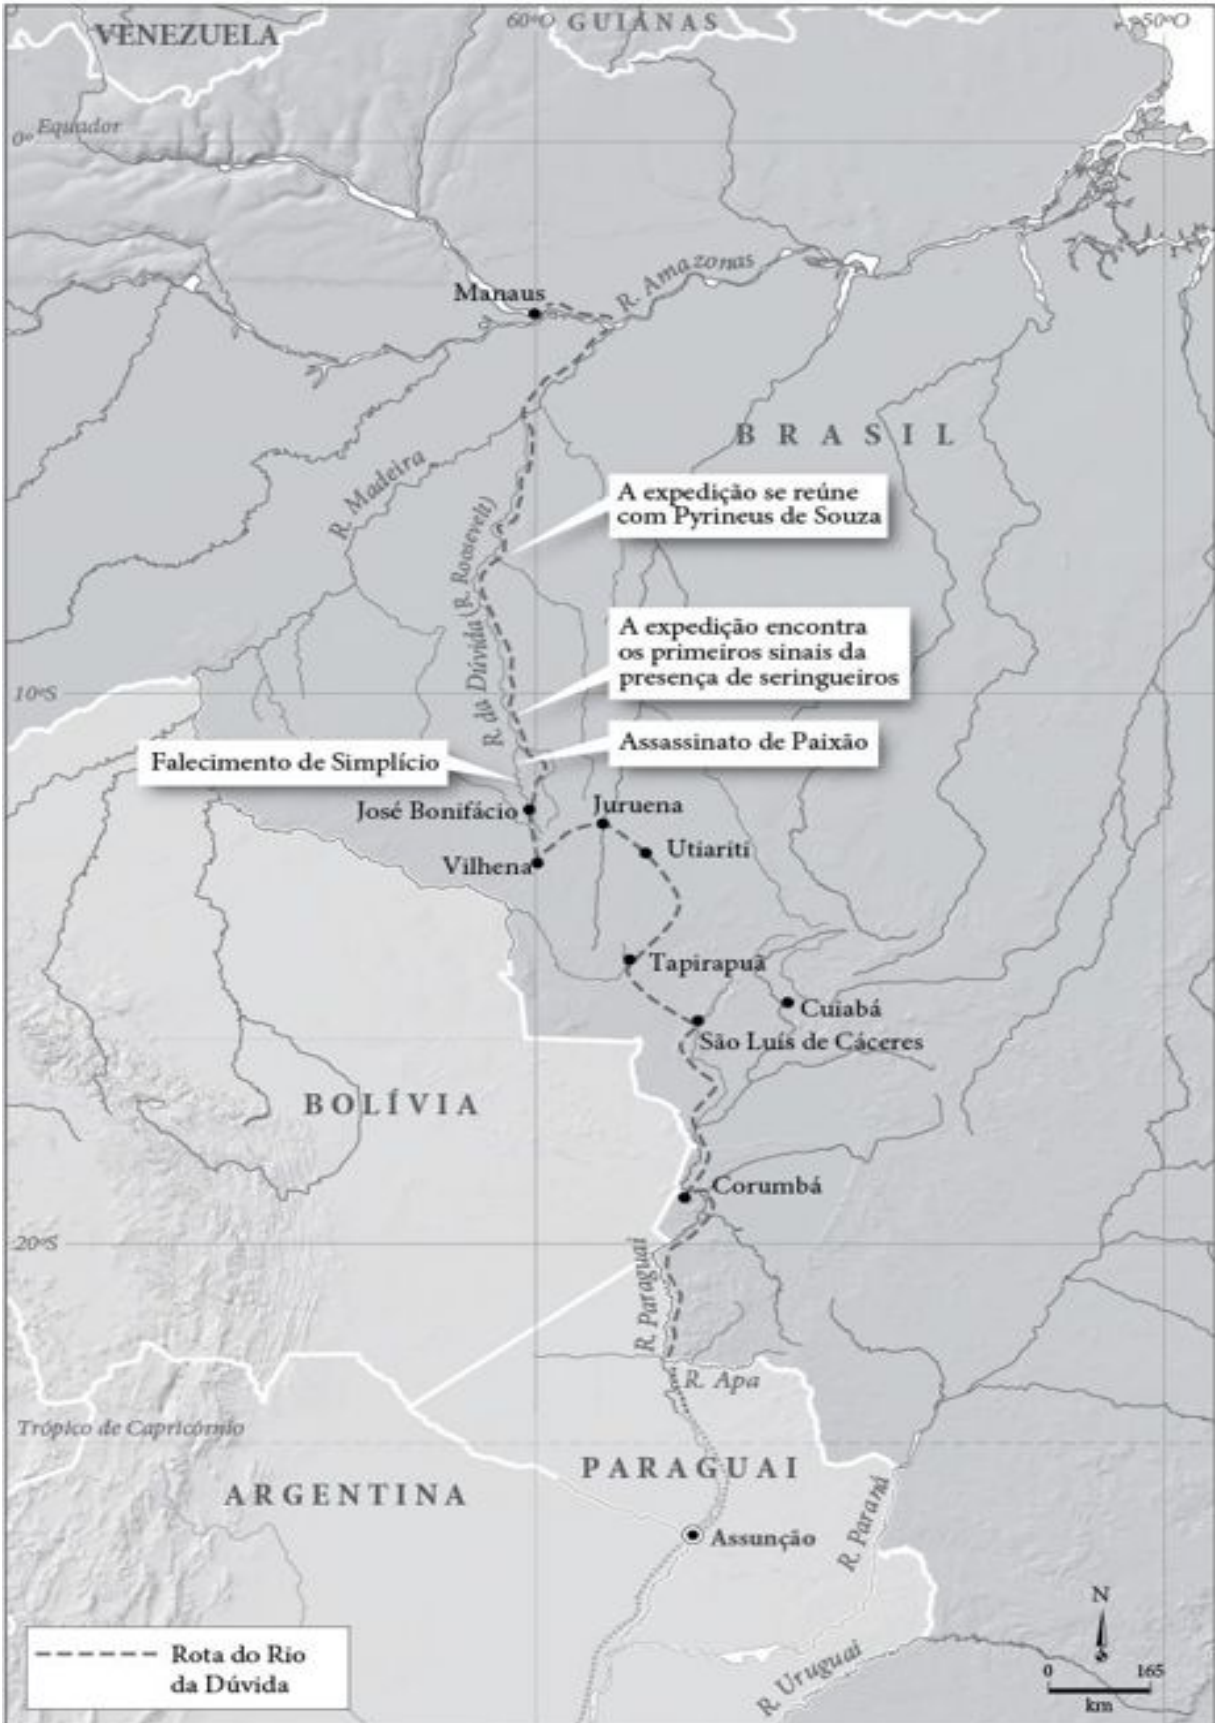 VENEZUELA
60ºO
GUIANAS
50ºO
0º
Equador
Manaus
R. Amazonas
BRASIL
R. Madeira
A expedição se reúne
com Pyrineus de Souza
R. da Dúvida (R. Roosevelt)
A expedição encontra
os primeiros sinais da
presença de seringueiros
10ºS
Assassinato de Paixão
Falecimento de Simplício
José Bonifácio
Juruena
Utiariti
Vilhena
Tapirapuã
Cuiabá
São Luís de Cáceres
BOLÍVIA
Corumbá
20ºS
R. Paraguai
R. Apa
Trópico de Capricórnio
PARAGUAI
ARGENTINA
R. Paraná
Assunção
N
Rota do Rio
da Dúvida
R. Uruguai
0 165
km